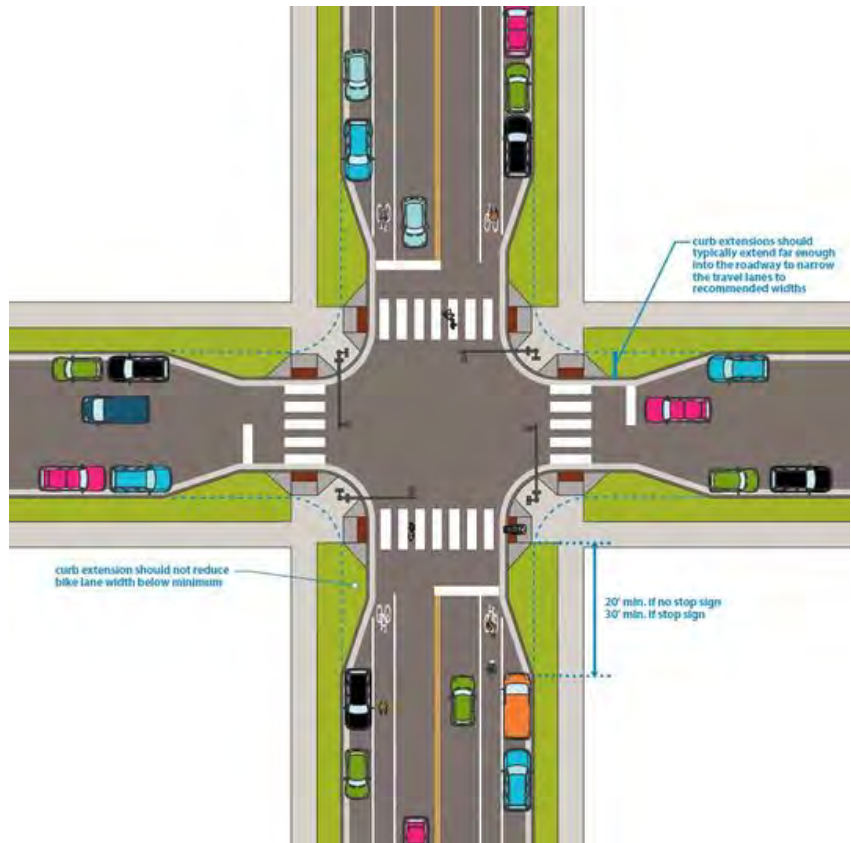 curb extensions should
typically extend far enough
into the roadway to narrow
the travel lanes to
recommended widths
curb extension should not reduce
bike lane width below minimum
20' min. if no stop sign
30' min. if stop sign